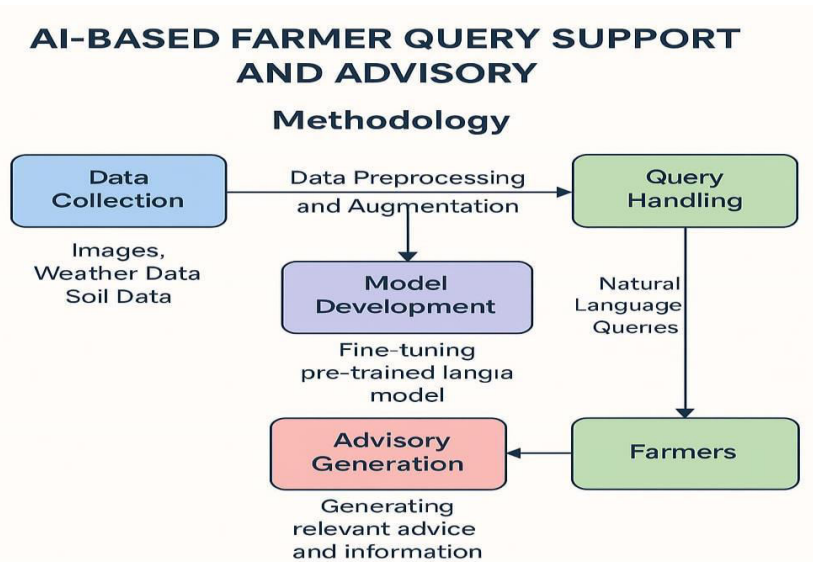 AI-BASED FARMER QUERY SUPPORT
AND ADVISORY
Methodology
Data
Collection
Images,
Weather Data
Soil Data
Data Preprocessing
and Augmentation
Query
Handling
Model
Development
Fine-tuning
pre-trained langıa
model
Natural
Language
Querıes
Farmers
Advisory
Generation
Generating
relevant advice
and information